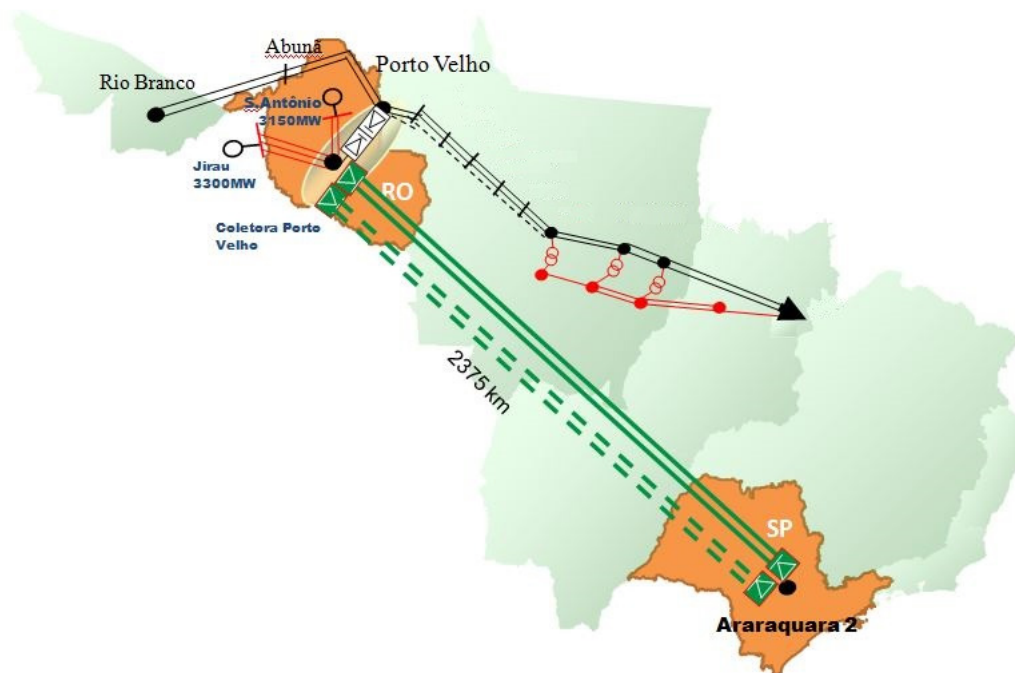 Abunã
Porto Velho
Rio Branco
S.Antônio
3150MW
Jirau
3300MW
RO
Coletora Porto
Velho
2375 km
SP
Araraquara 2